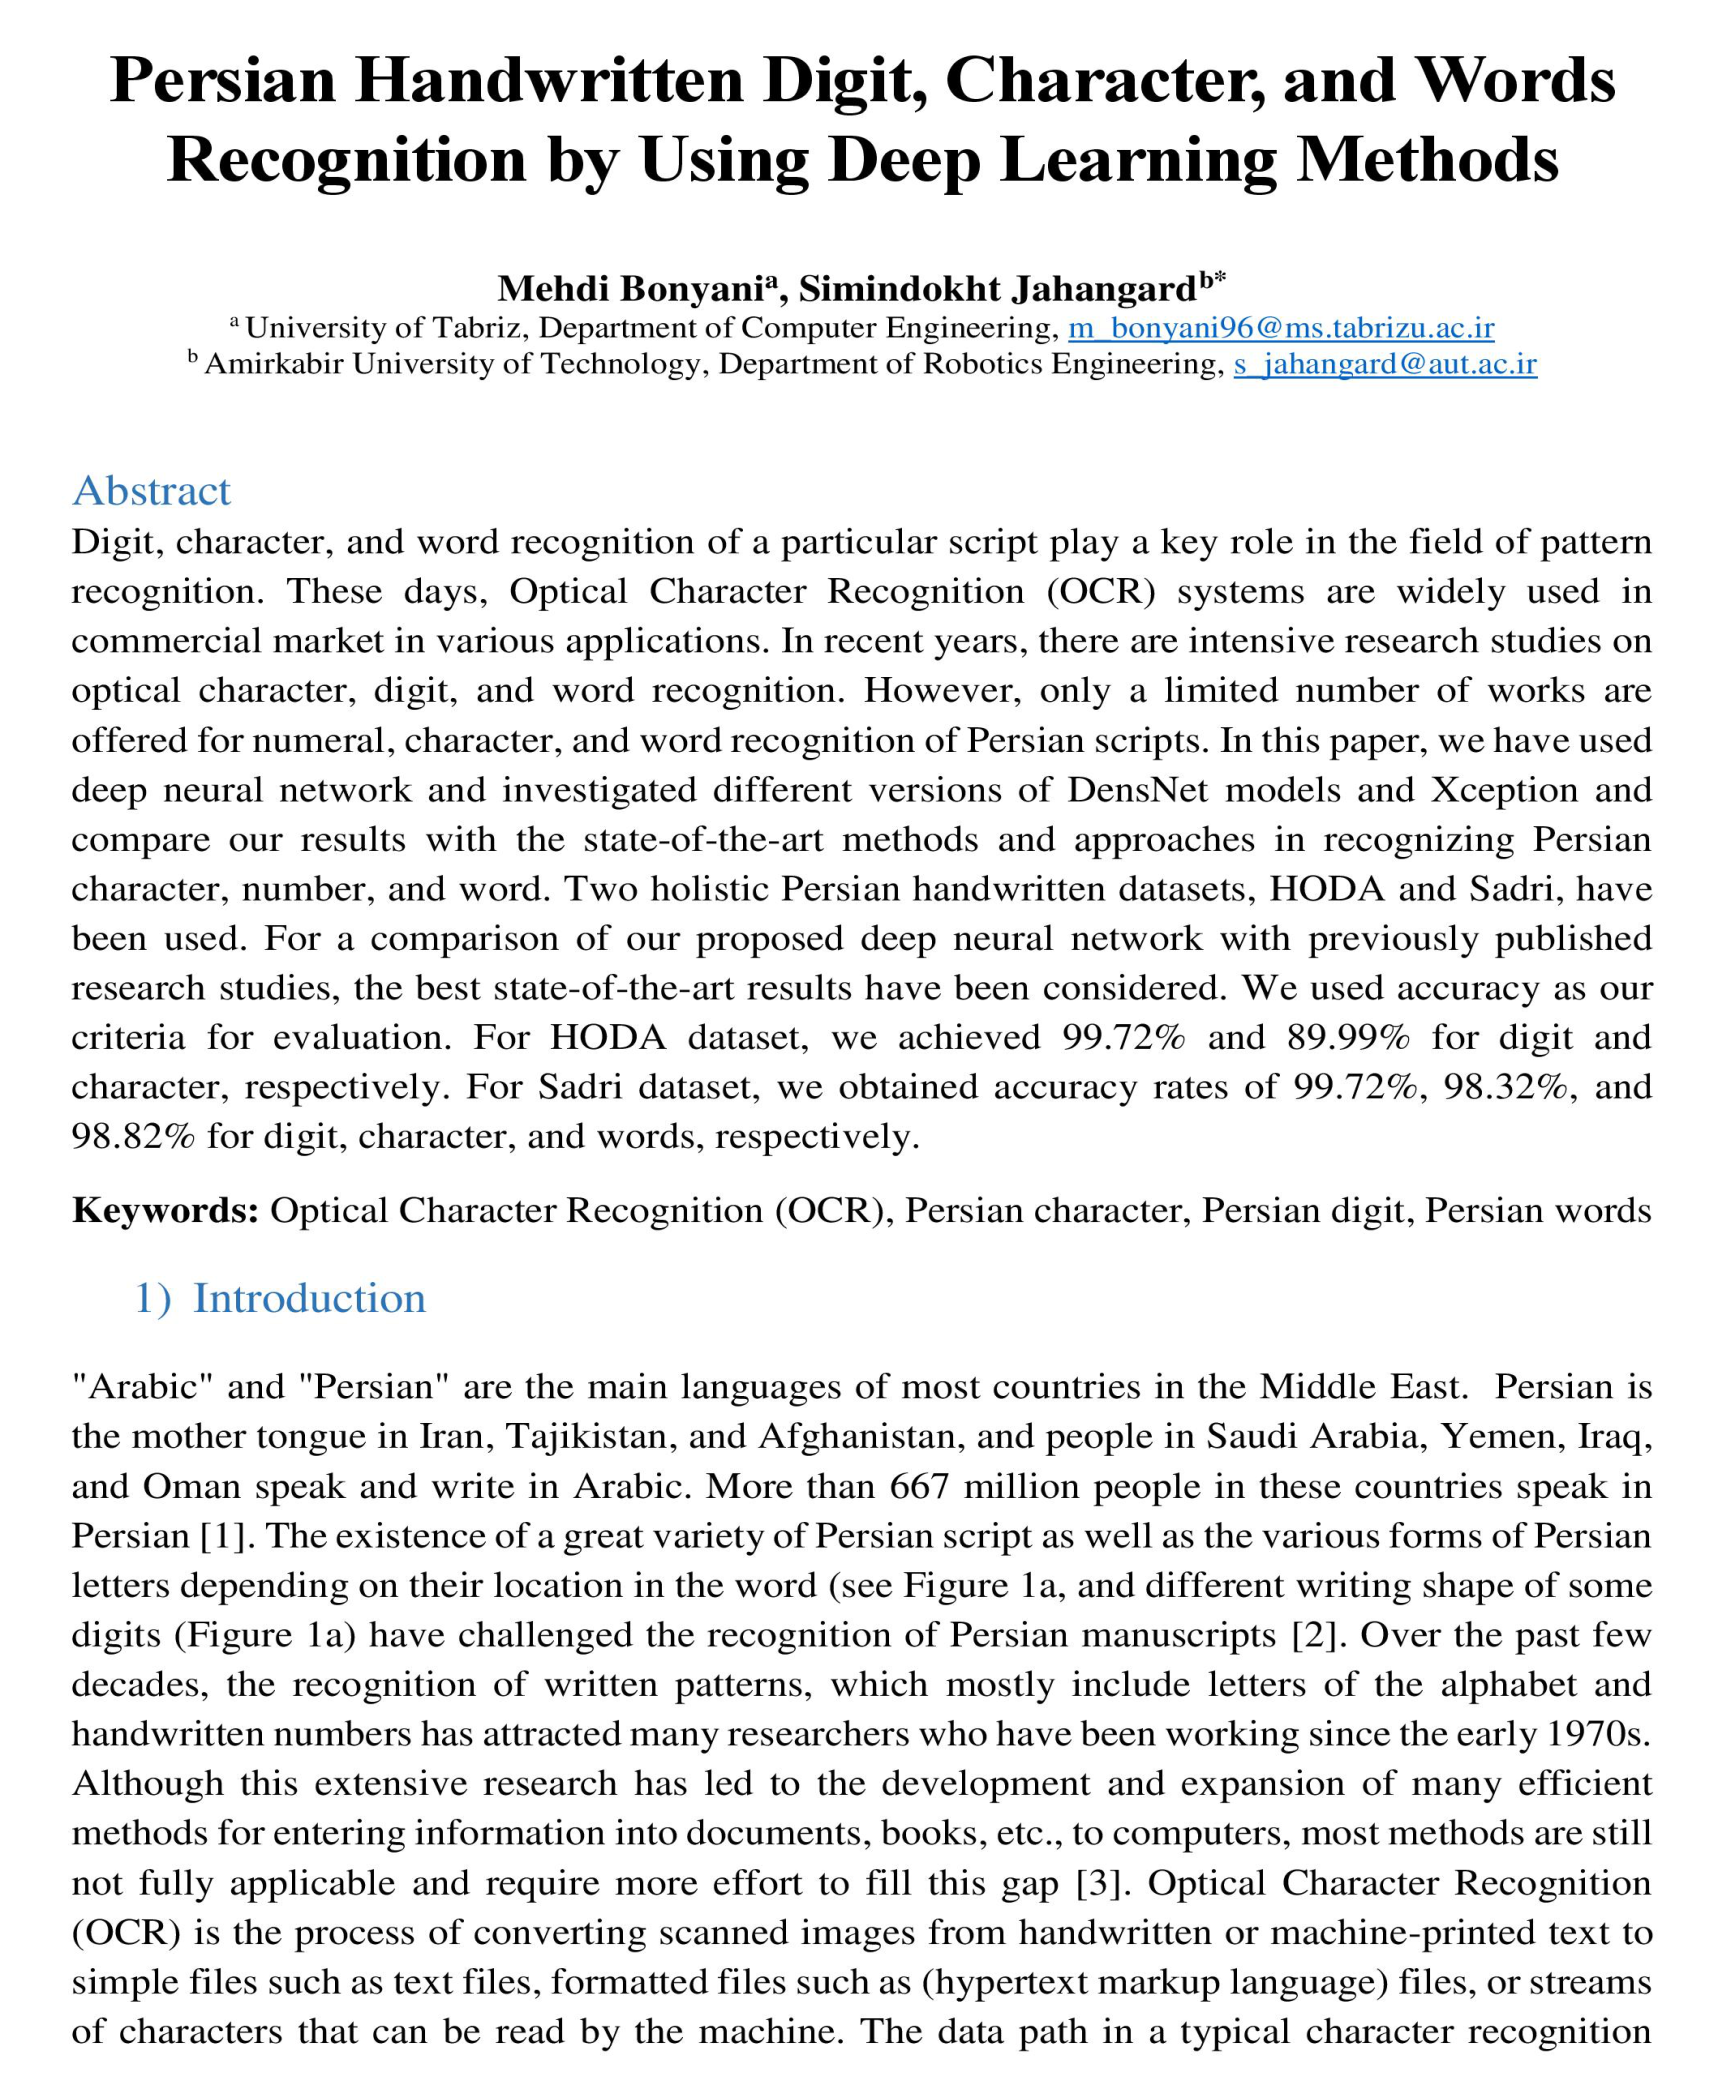 Persian Handwritten Digit, Character, and Words
Recognition by Using Deep Learning Methods
Mehdi Bonyaniᵃ, Simindokht Jahangardᵇ*
ᵃ University of Tabriz, Department of Computer Engineering, m_bonyani96@ms.tabrizu.ac.ir
ᵇ Amirkabir University of Technology, Department of Robotics Engineering, s_jahangard@aut.ac.ir
Abstract
Digit, character, and word recognition of a particular script play a key role in the field of pattern
recognition. These days, Optical Character Recognition (OCR) systems are widely used in
commercial market in various applications. In recent years, there are intensive research studies on
optical character, digit, and word recognition. However, only a limited number of works are
offered for numeral, character, and word recognition of Persian scripts. In this paper, we have used
deep neural network and investigated different versions of DensNet models and Xception and
compare our results with the state-of-the-art methods and approaches in recognizing Persian
character, number, and word. Two holistic Persian handwritten datasets, HODA and Sadri, have
been used. For a comparison of our proposed deep neural network with previously published
research studies, the best state-of-the-art results have been considered. We used accuracy as our
criteria for evaluation. For HODA dataset, we achieved 99.72% and 89.99% for digit and
character, respectively. For Sadri dataset, we obtained accuracy rates of 99.72%, 98.32%, and
98.82% for digit, character, and words, respectively.
Keywords: Optical Character Recognition (OCR), Persian character, Persian digit, Persian words
1) Introduction
"Arabic" and "Persian" are the main languages of most countries in the Middle East. Persian is
the mother tongue in Iran, Tajikistan, and Afghanistan, and people in Saudi Arabia, Yemen, Iraq,
and Oman speak and write in Arabic. More than 667 million people in these countries speak in
Persian [1]. The existence of a great variety of Persian script as well as the various forms of Persian
letters depending on their location in the word (see Figure 1a, and different writing shape of some
digits (Figure 1a) have challenged the recognition of Persian manuscripts [2]. Over the past few
decades, the recognition of written patterns, which mostly include letters of the alphabet and
handwritten numbers has attracted many researchers who have been working since the early 1970s.
Although this extensive research has led to the development and expansion of many efficient
methods for entering information into documents, books, etc., to computers, most methods are still
not fully applicable and require more effort to fill this gap [3]. Optical Character Recognition
(OCR) is the process of converting scanned images from handwritten or machine-printed text to
simple files such as text files, formatted files such as (hypertext markup language) files, or streams
of characters that can be read by the machine. The data path in a typical character recognition